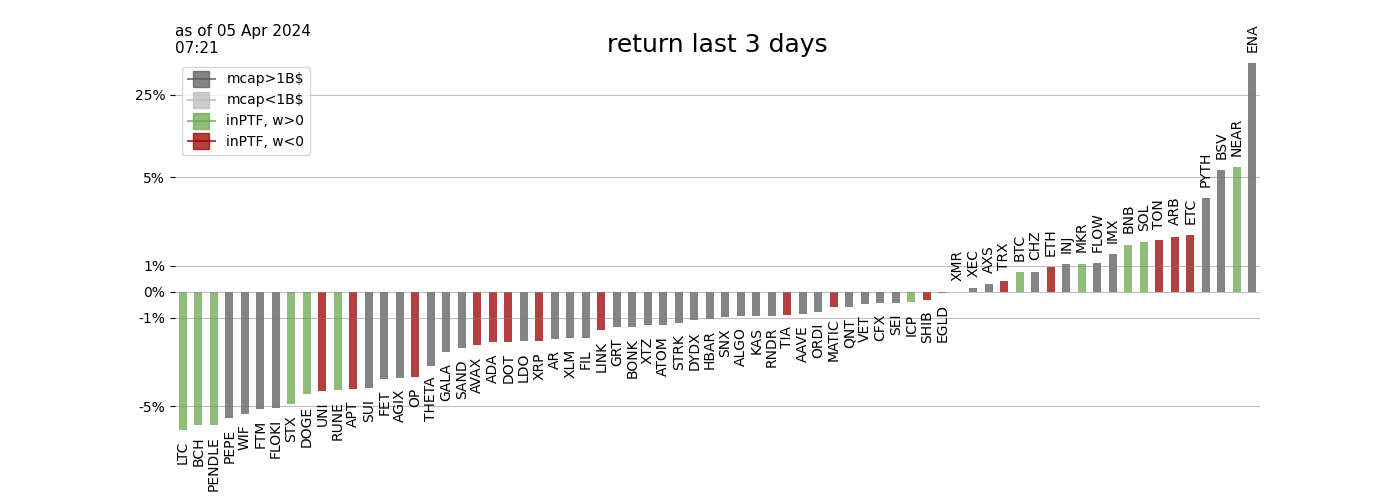 as of 05 Apr 2024
07:21
return last 3 days
mcap>1B$
mcap<1B$
inPTF, w>0
inPTF, w<0
25%
5%
1%
0%
-1%
-5%
LTC
BCH
PENDLE
PEPE
WIF
FTM
FLOKI
STX
DOGE
UNI
RUNE
APT
SUI
FET
AGIX
OP
THETA
GALA
SAND
AVAX
ADA
DOT
LDO
XRP
AR
XLM
FIL
LINK
GRT
BONK
XTZ
ATOM
STRK
DYDX
HBAR
SNX
ALGO
KAS
RNDR
TIA
AAVE
ORDI
MATIC
QNT
VET
CFX
SEI
ICP
SHIB
EGLD
XMR
XEC
AXS
TRX
BTC
CHZ
ETH
INJ
MKR
FLOW
IMX
BNB
SOL
TON
ARB
ETC
PYTH
BSV
NEAR
ENA